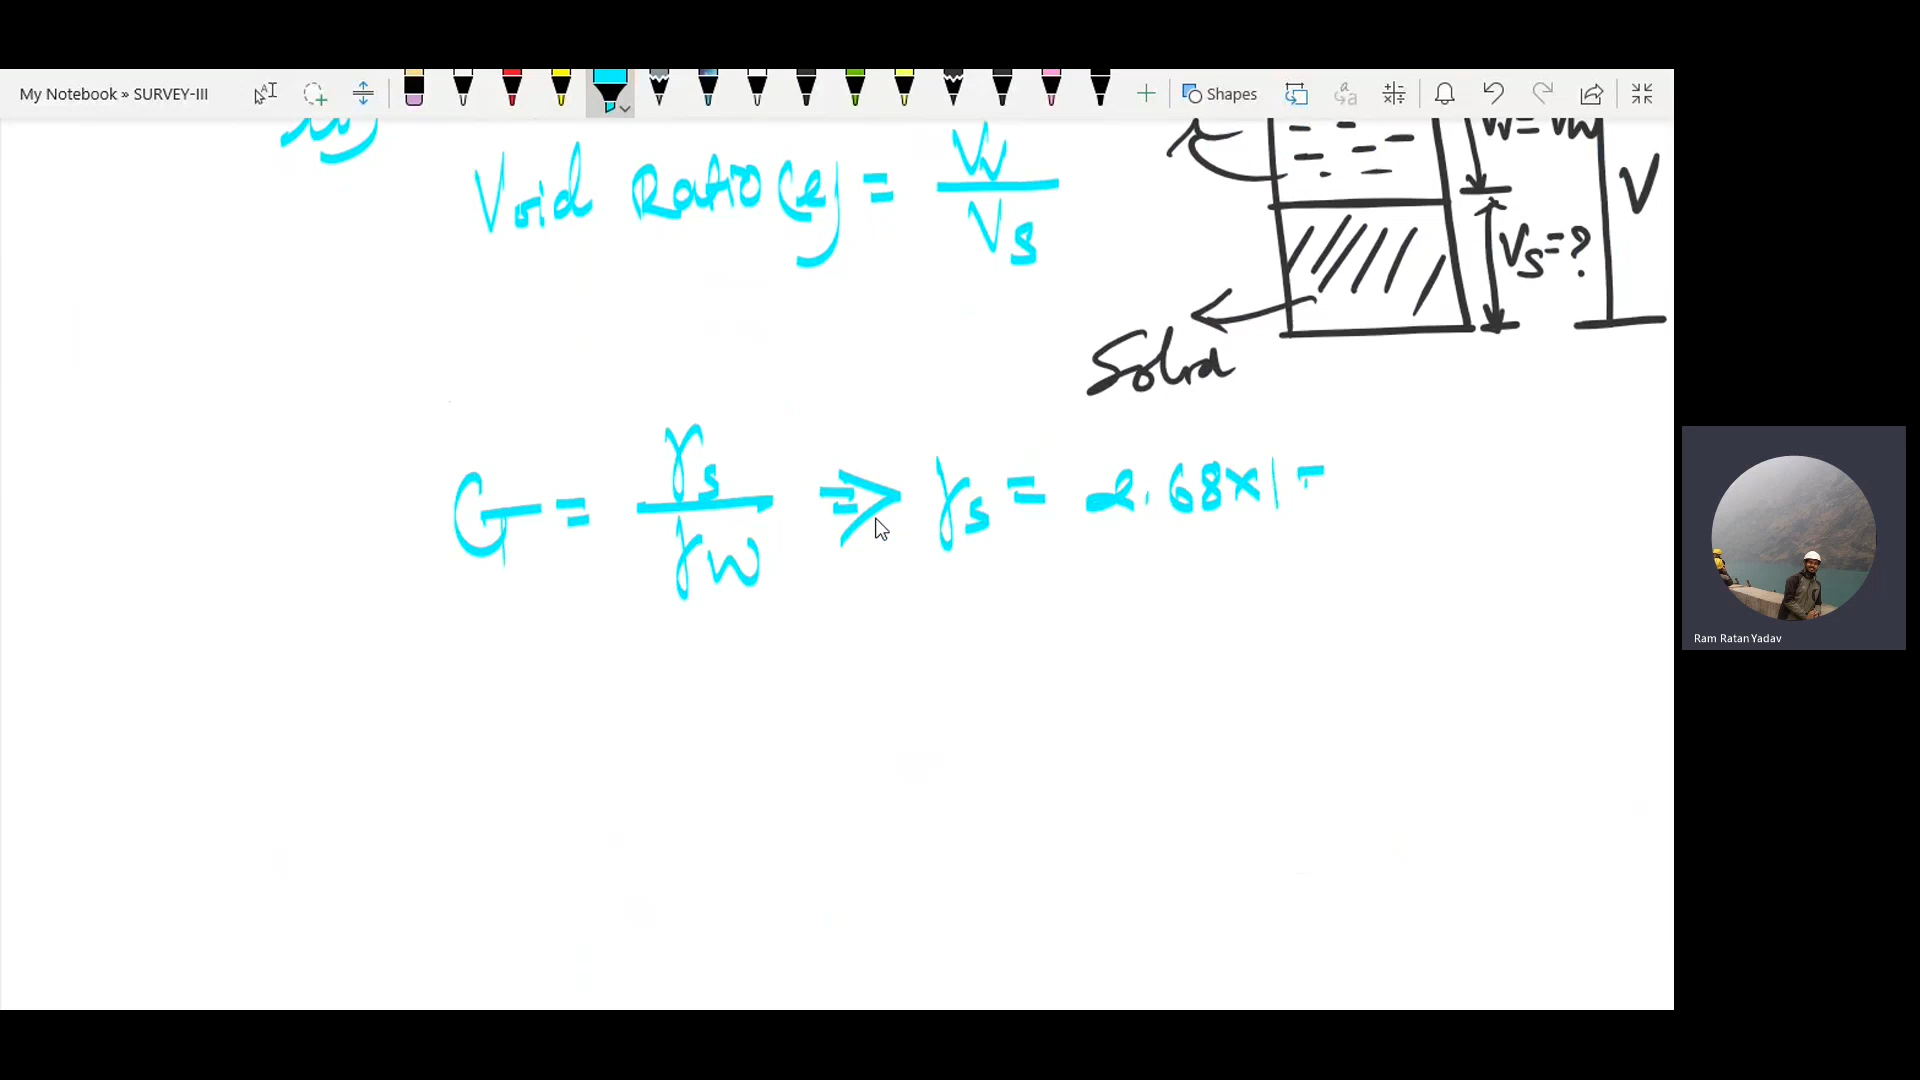 My Notebook » SURVEY-III
Shapes
Void Ratio (e) = Vv / Vs
V
Vs = ?
Solid
G = γs / γw ⇒ γs = 2.68×1 =
Ram Ratan Yadav